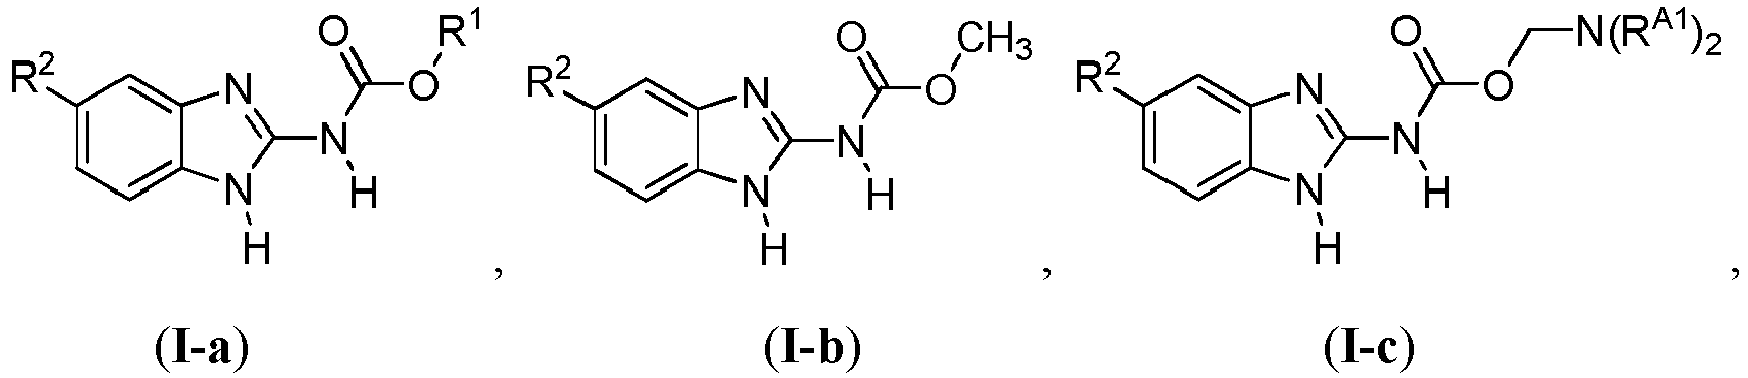 R² N O O R¹ N H N H , R² N O O CH₃ N H N H , R² N O O N(Rᴬ¹)₂ N H N H ,
(I-a) (I-b) (I-c)